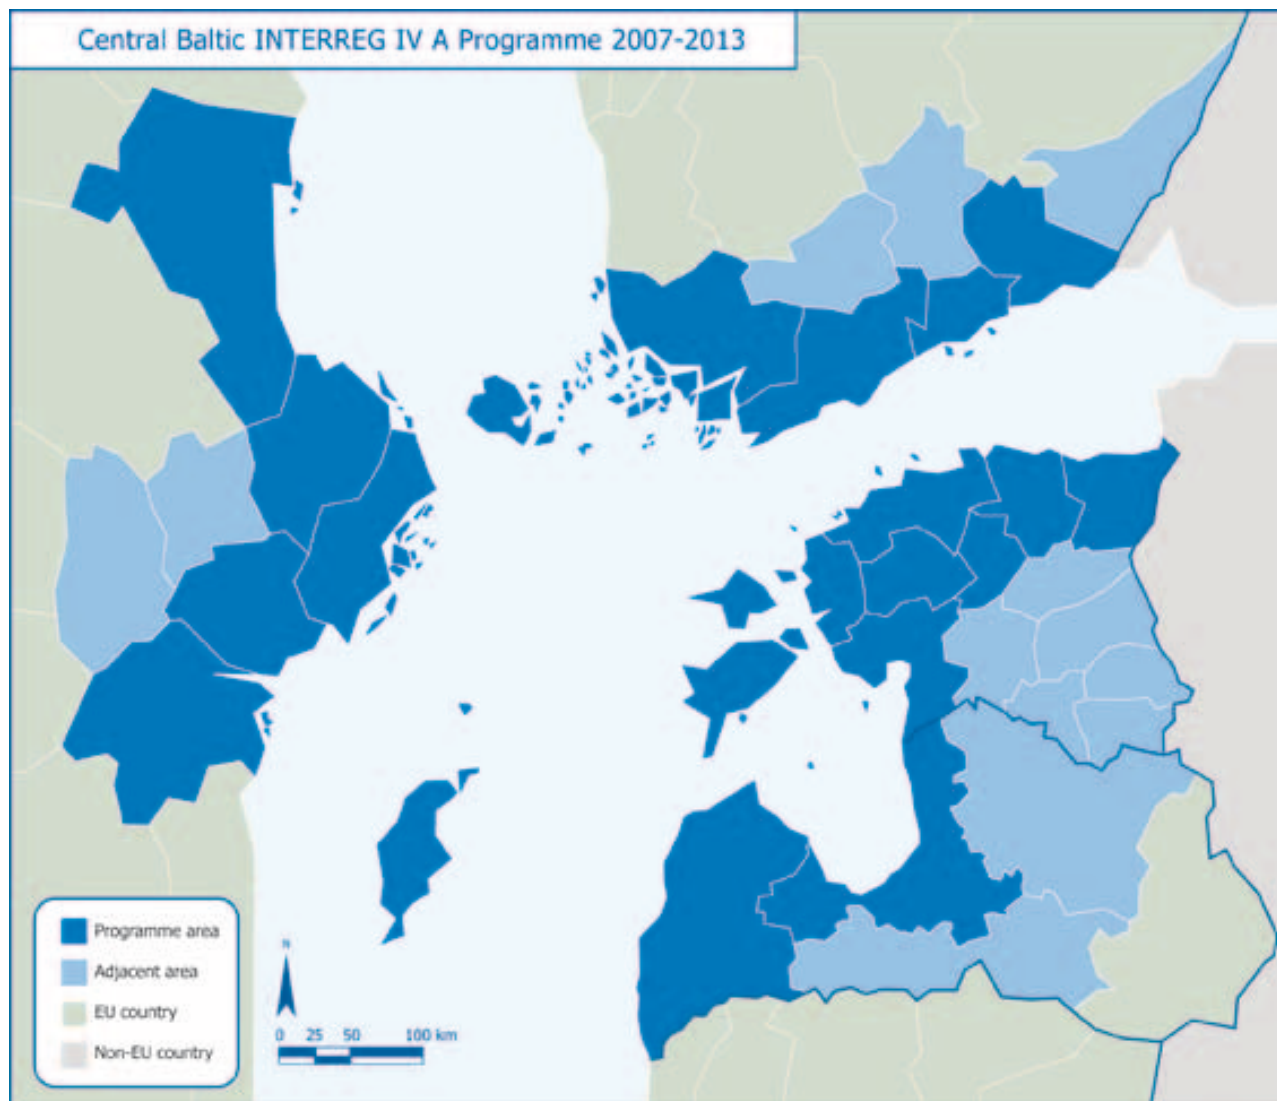 Central Baltic INTERREG IV A Programme 2007-2013
Programme area
Adjacent area
EU country
Non-EU country
N
0 25 50 100 km